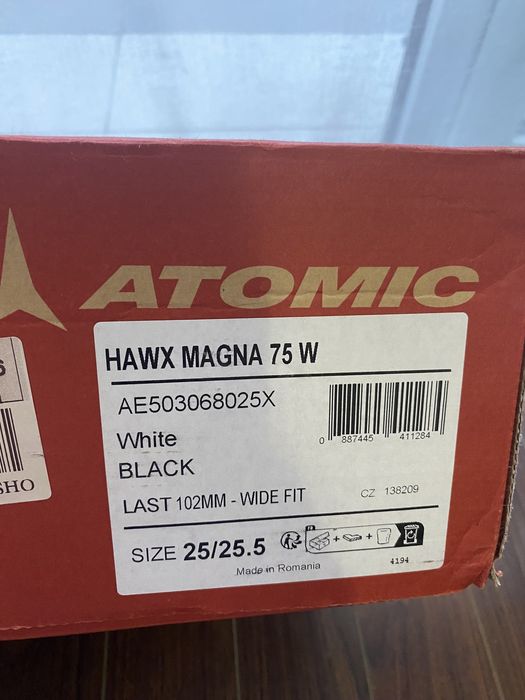 ATOMIC
HAWX MAGNA 75 W
AE503068025X
White
BLACK
0 887445 411284
LAST 102MM - WIDE FIT
CZ 138209
SIZE 25/25.5
Made in Romania
4194
6
SHO